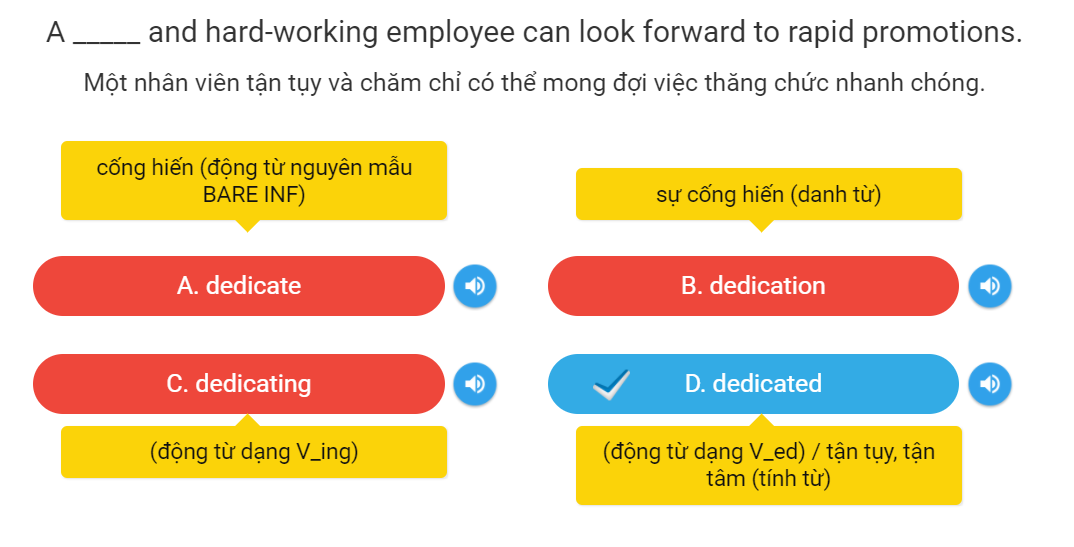 A _____ and hard-working employee can look forward to rapid promotions.
Một nhân viên tận tụy và chăm chỉ có thể mong đợi việc thăng chức nhanh chóng.
cống hiến (động từ nguyên mẫu
BARE INF)
sự cống hiến (danh từ)
A. dedicate
B. dedication
C. dedicating
D. dedicated
(động từ dạng V_ing)
(động từ dạng V_ed) / tận tụy, tận
tâm (tính từ)